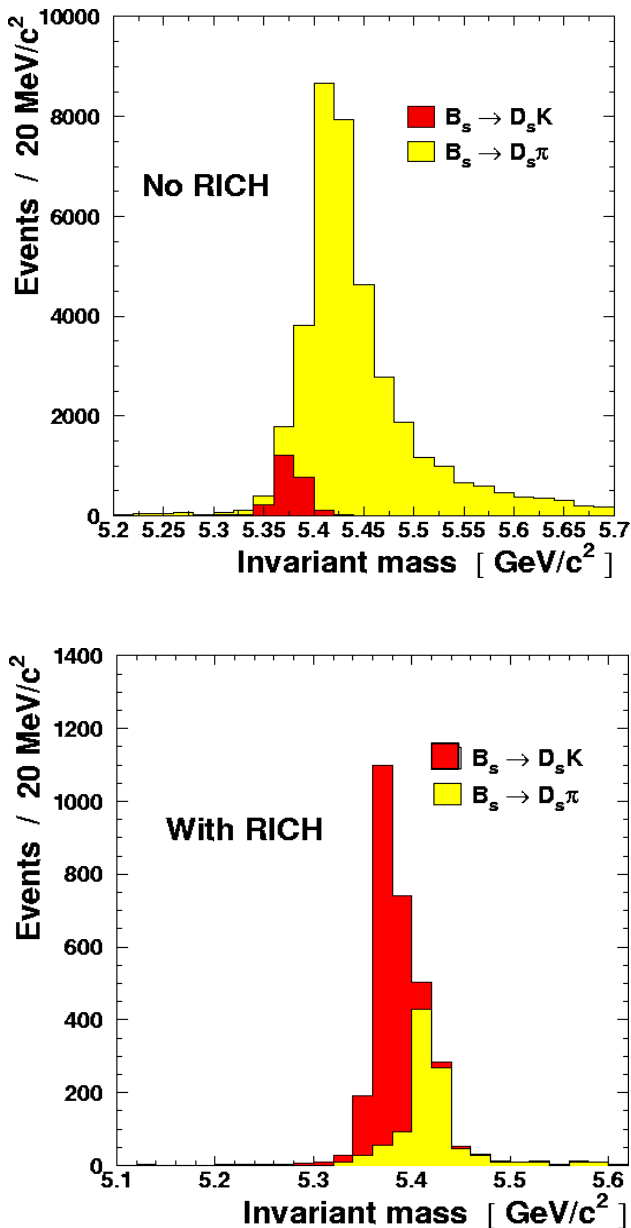 10000
8000
6000
4000
2000
0
Events / 20 MeV/c²
B_s → D_sK
B_s → D_sπ
No RICH
5.2 5.25 5.3 5.35 5.4 5.45 5.5 5.55 5.6 5.65 5.7
Invariant mass [ GeV/c² ]
1400
1200
1000
800
600
400
200
0
Events / 20 MeV/c²
B_s → D_sK
B_s → D_sπ
With RICH
5.1 5.2 5.3 5.4 5.5 5.6
Invariant mass [ GeV/c² ]